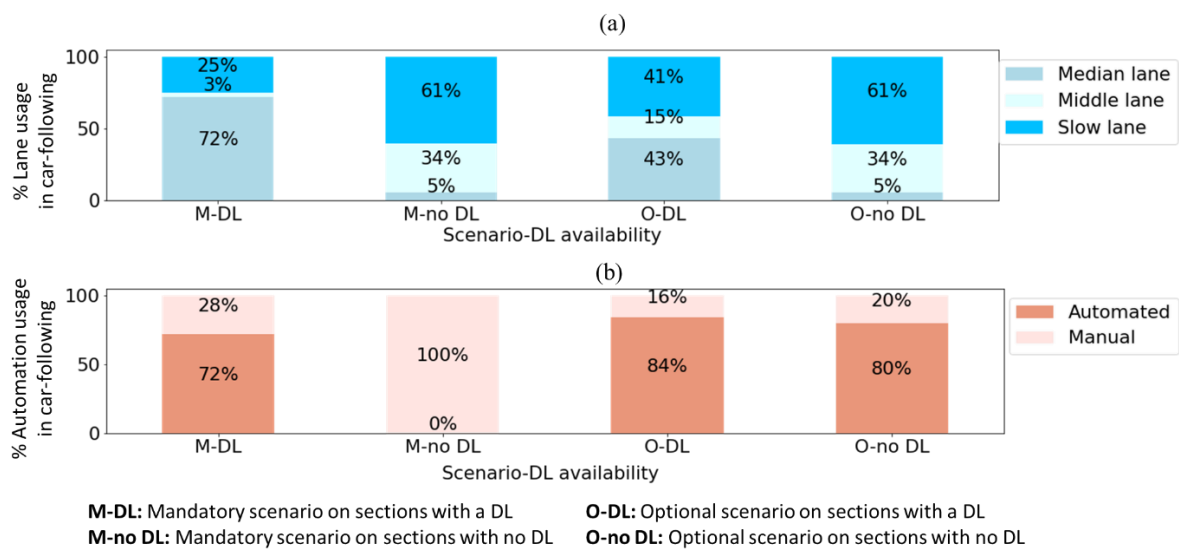 (a)
% Lane usage
in car-following
100
50
0
25%
3%
72%
61%
34%
5%
41%
15%
43%
61%
34%
5%
M-DL
M-no DL
O-DL
O-no DL
Scenario-DL availability
Median lane
Middle lane
Slow lane
(b)
% Automation usage
in car-following
100
50
0
28%
72%
100%
0%
16%
84%
20%
80%
M-DL
M-no DL
O-DL
O-no DL
Scenario-DL availability
Automated
Manual
M-DL: Mandatory scenario on sections with a DL
M-no DL: Mandatory scenario on sections with no DL
O-DL: Optional scenario on sections with a DL
O-no DL: Optional scenario on sections with no DL